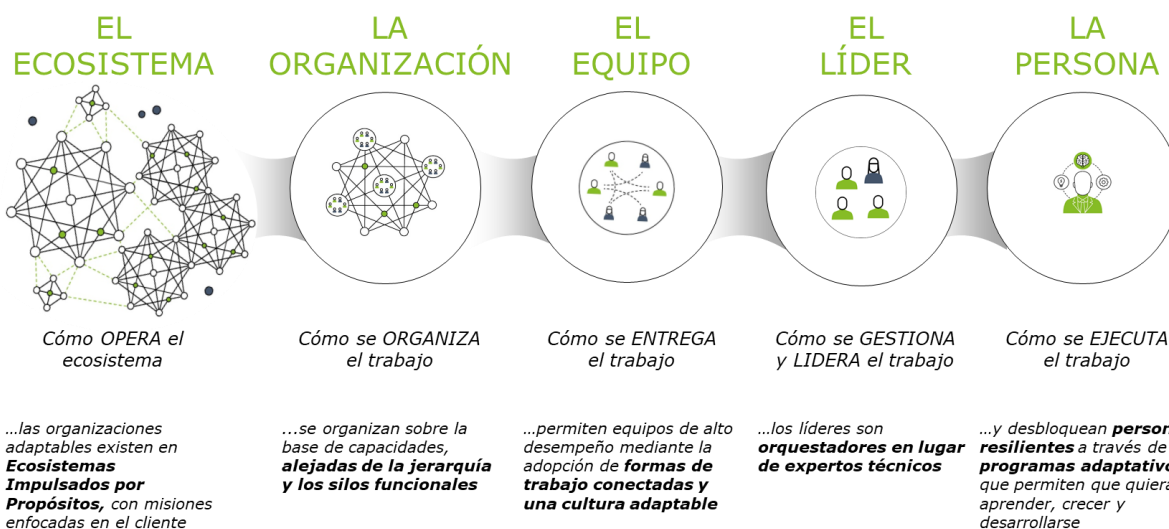 EL
ECOSISTEMA
Cómo OPERA el
ecosistema
...las organizaciones
adaptables existen en
Ecosistemas
Impulsados por
Propósitos, con misiones
enfocadas en el cliente
LA
ORGANIZACIÓN
Cómo se ORGANIZA
el trabajo
...se organizan sobre la
base de capacidades,
alejadas de la jerarquía
y los silos funcionales
EL
EQUIPO
Cómo se ENTREGA
el trabajo
...permiten equipos de alto
desempeño mediante la
adopción de formas de
trabajo conectadas y
una cultura adaptable
EL
LÍDER
Cómo se GESTIONA
y LIDERA el trabajo
...los líderes son
orquestadores en lugar
de expertos técnicos
LA
PERSONA
Cómo se EJECUTA
el trabajo
...y desbloquean
resilientes a través de
programas
que permiten que
aprender, crecer y
desarrollarse